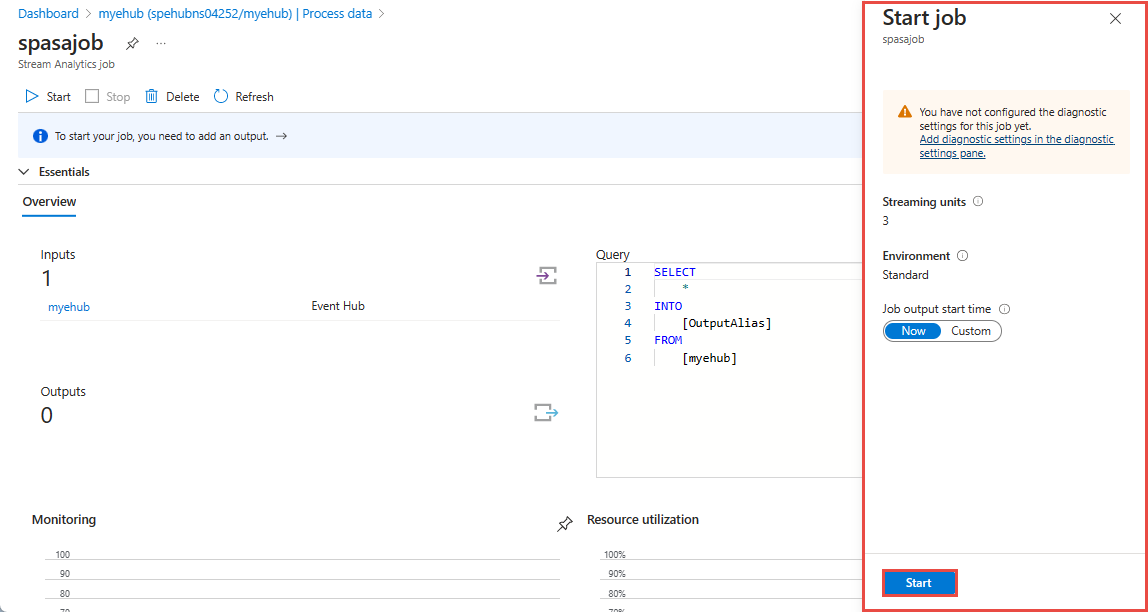 Dashboard > myehub (spehubns04252/myehub) | Process data >
spasajob ...
Stream Analytics job
Start Stop Delete Refresh
To start your job, you need to add an output. →
Essentials
Overview
Inputs
1
myehub Event Hub
Outputs
0
Query
1 SELECT
2 *
3 INTO
4 [OutputAlias]
5 FROM
6 [myehub]
Monitoring
100
90
80
70
Resource utilization
100%
90%
80%
70%
Start job
spasajob
You have not configured the diagnostic
settings for this job yet.
Add diagnostic settings in the diagnostic
settings pane.
Streaming units
3
Environment
Standard
Job output start time
Now Custom
Start